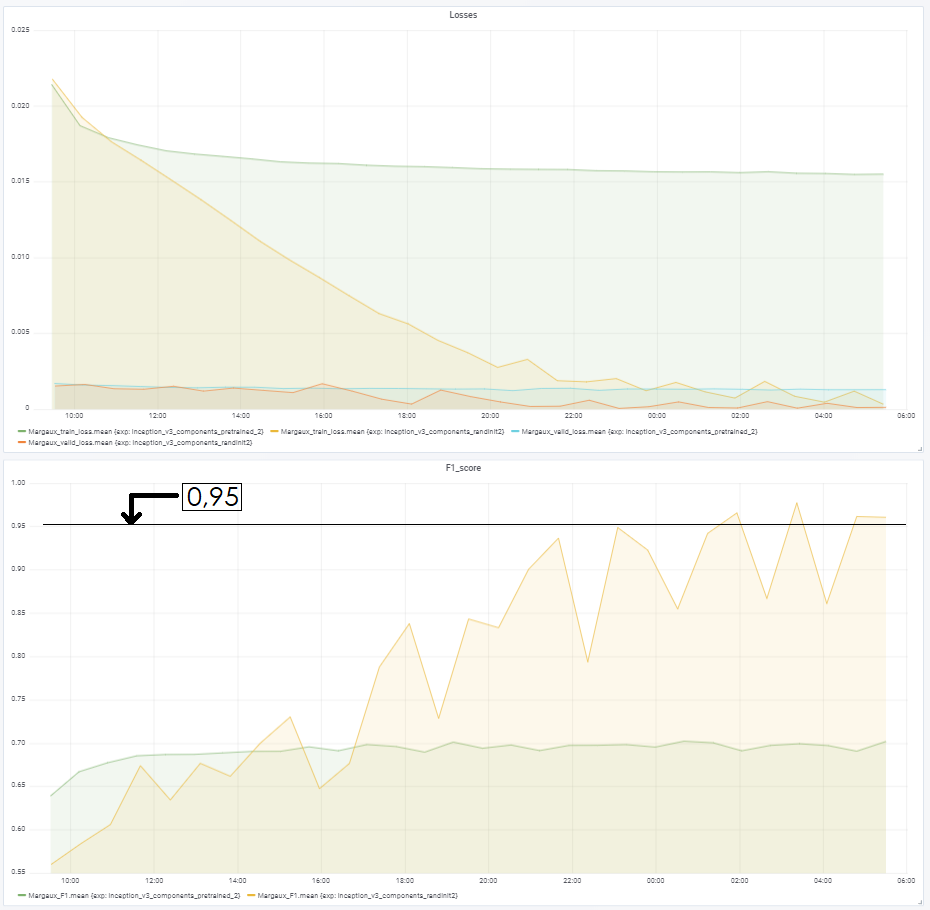 Losses
0.025
0.020
0.015
0.010
0.005
0
10:00 12:00 14:00 16:00 18:00 20:00 22:00 00:00 02:00 04:00 06:00
Margaux_train_loss.mean {exp: inception_v3_components_pretrained_2} Margaux_train_loss.mean {exp: inception_v3_components_randinit2} Margaux_valid_loss.mean {exp: inception_v3_components_pretrained_2}
Margaux_valid_loss.mean {exp: inception_v3_components_randinit2}
F1_score
1.00
0,95
0.95
0.90
0.85
0.80
0.75
0.70
0.65
0.60
0.55
10:00 12:00 14:00 16:00 18:00 20:00 22:00 00:00 02:00 04:00 06:00
Margaux_F1.mean {exp: inception_v3_components_pretrained_2} Margaux_F1.mean {exp: inception_v3_components_randinit2}